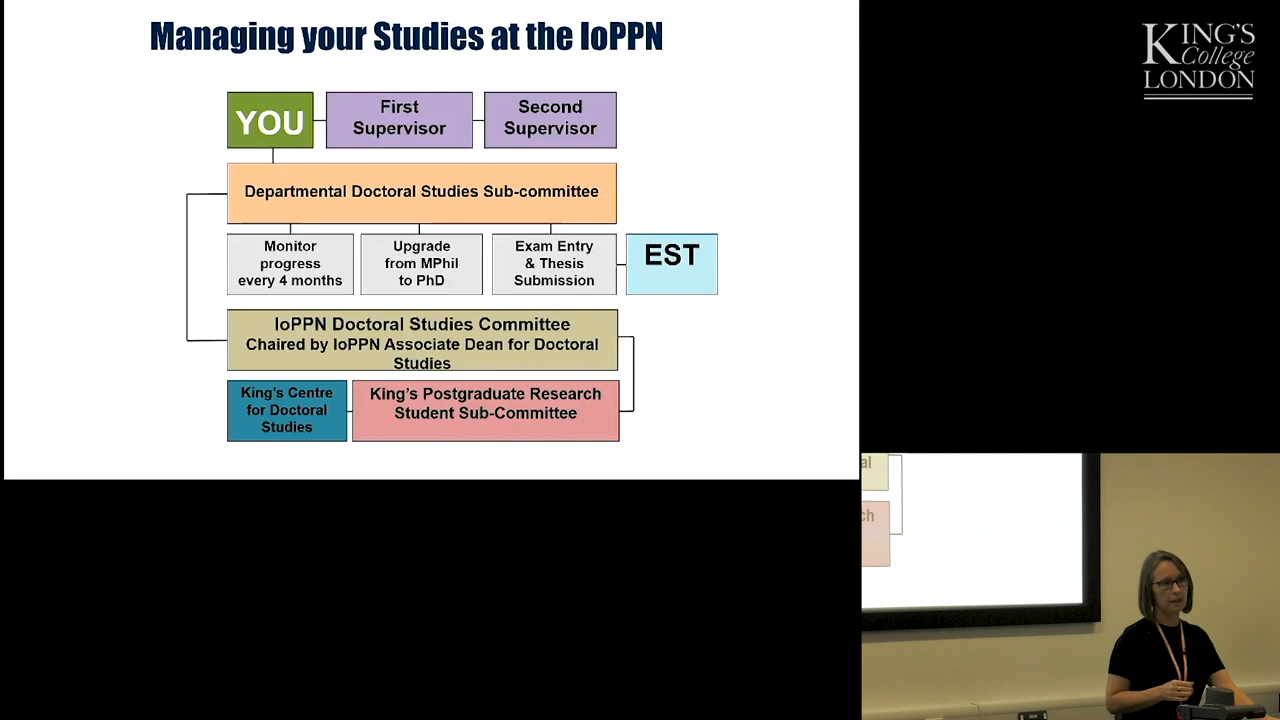 Managing your Studies at the IoPPN
KING'S
College
LONDON
YOU
First
Supervisor
Second
Supervisor
Departmental Doctoral Studies Sub-committee
Monitor
progress
every 4 months
Upgrade
from MPhil
to PhD
Exam Entry
& Thesis
Submission
EST
IoPPN Doctoral Studies Committee
Chaired by IoPPN Associate Dean for Doctoral
Studies
King's Centre
for Doctoral
Studies
King's Postgraduate Research
Student Sub-Committee
al
ch